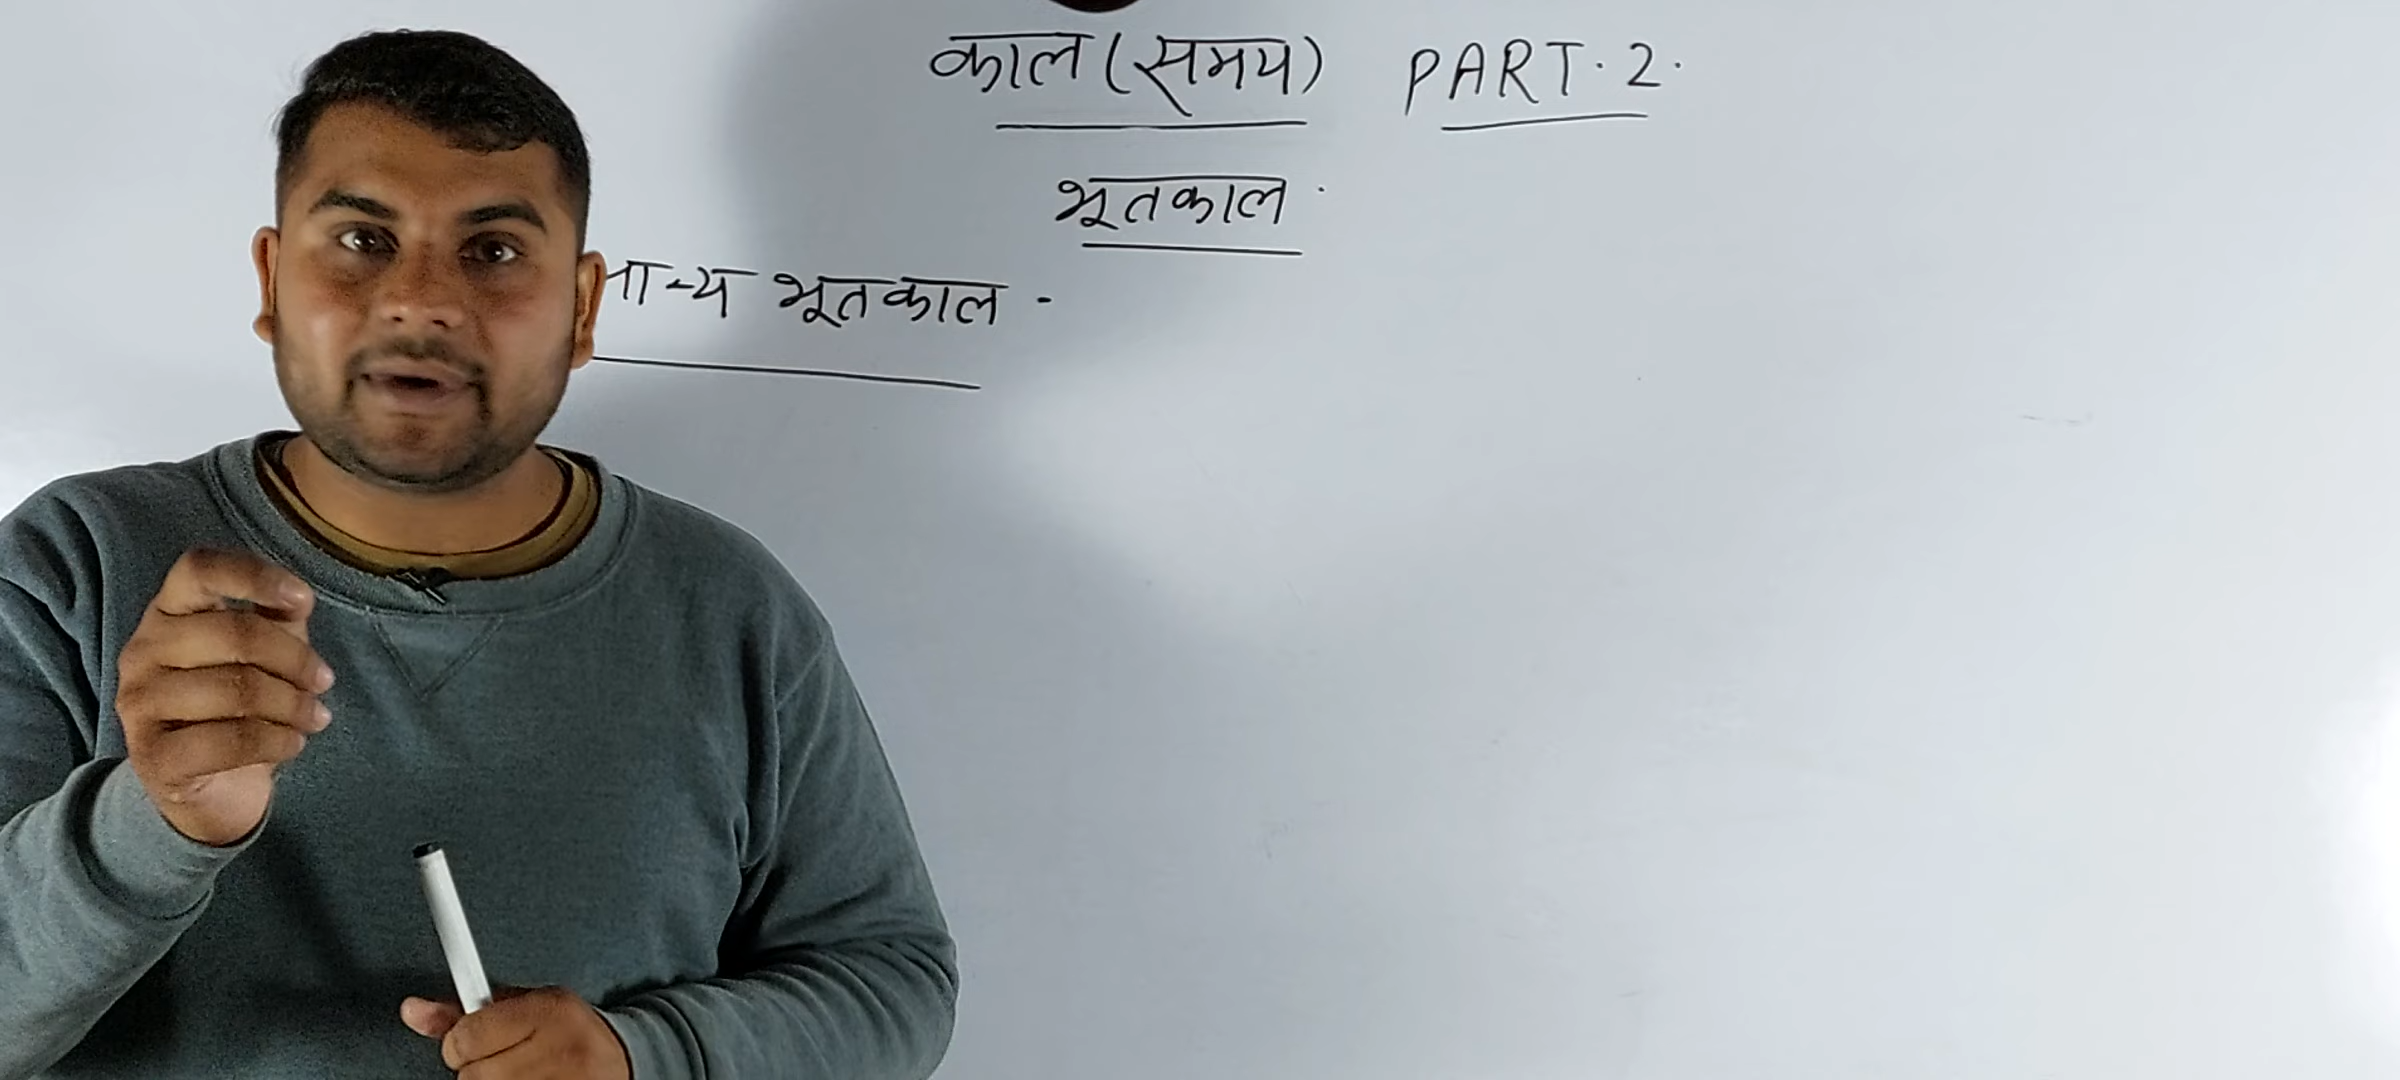 काल (समय) PART. 2.
भूतकाल .
ान्य भूतकाल -